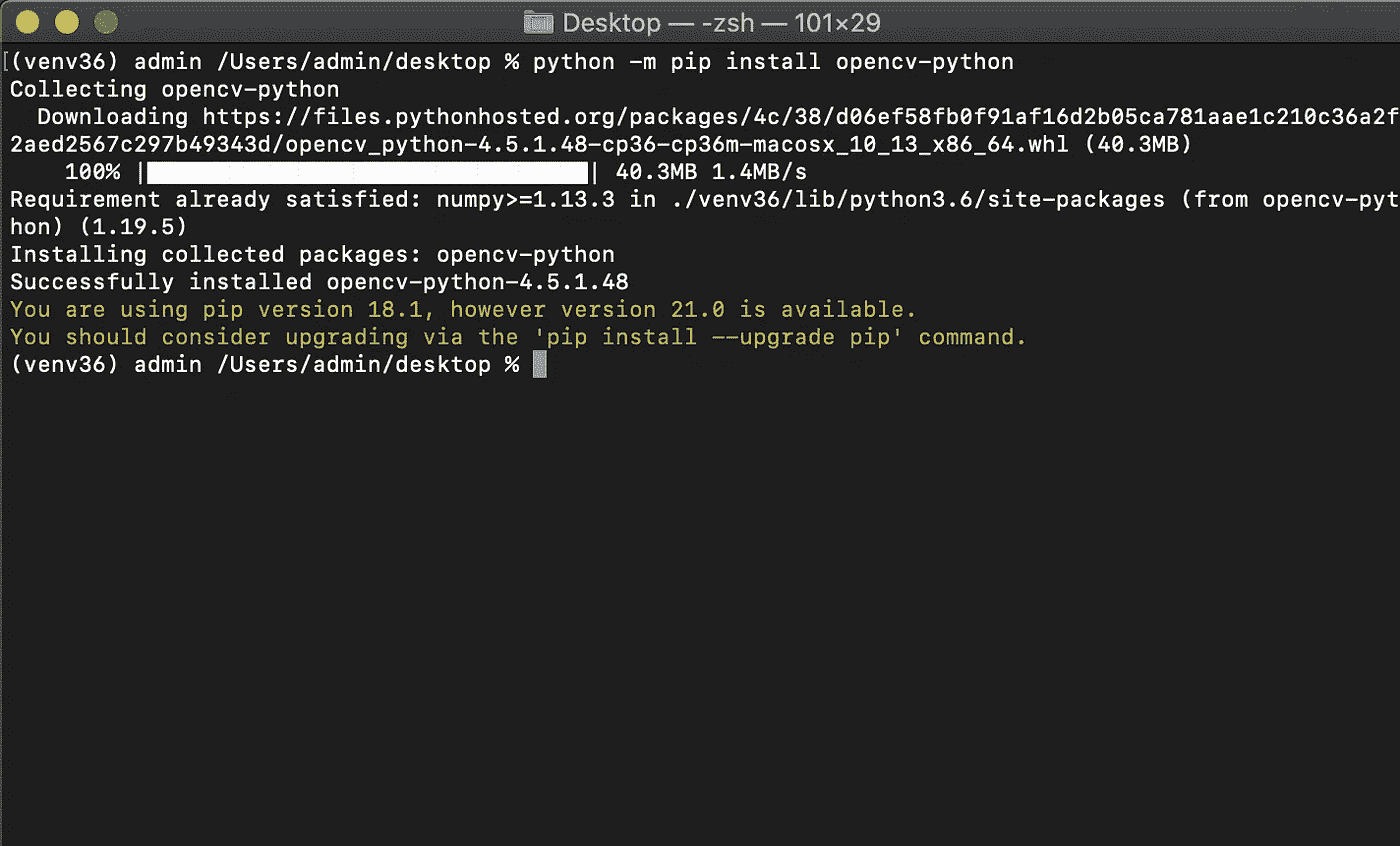 Desktop — -zsh — 101×29
(venv36) admin /Users/admin/desktop % python -m pip install opencv-python
Collecting opencv-python
  Downloading https://files.pythonhosted.org/packages/4c/38/d06ef58fb0f91af16d2b05ca781aae1c210c36a2f
2aed2567c297b49343d/opencv_python-4.5.1.48-cp36-cp36m-macosx_10_13_x86_64.whl (40.3MB)
    100% |████████████████████████████████| 40.3MB 1.4MB/s
Requirement already satisfied: numpy>=1.13.3 in ./venv36/lib/python3.6/site-packages (from opencv-pyt
hon) (1.19.5)
Installing collected packages: opencv-python
Successfully installed opencv-python-4.5.1.48
You are using pip version 18.1, however version 21.0 is available.
You should consider upgrading via the 'pip install --upgrade pip' command.
(venv36) admin /Users/admin/desktop %